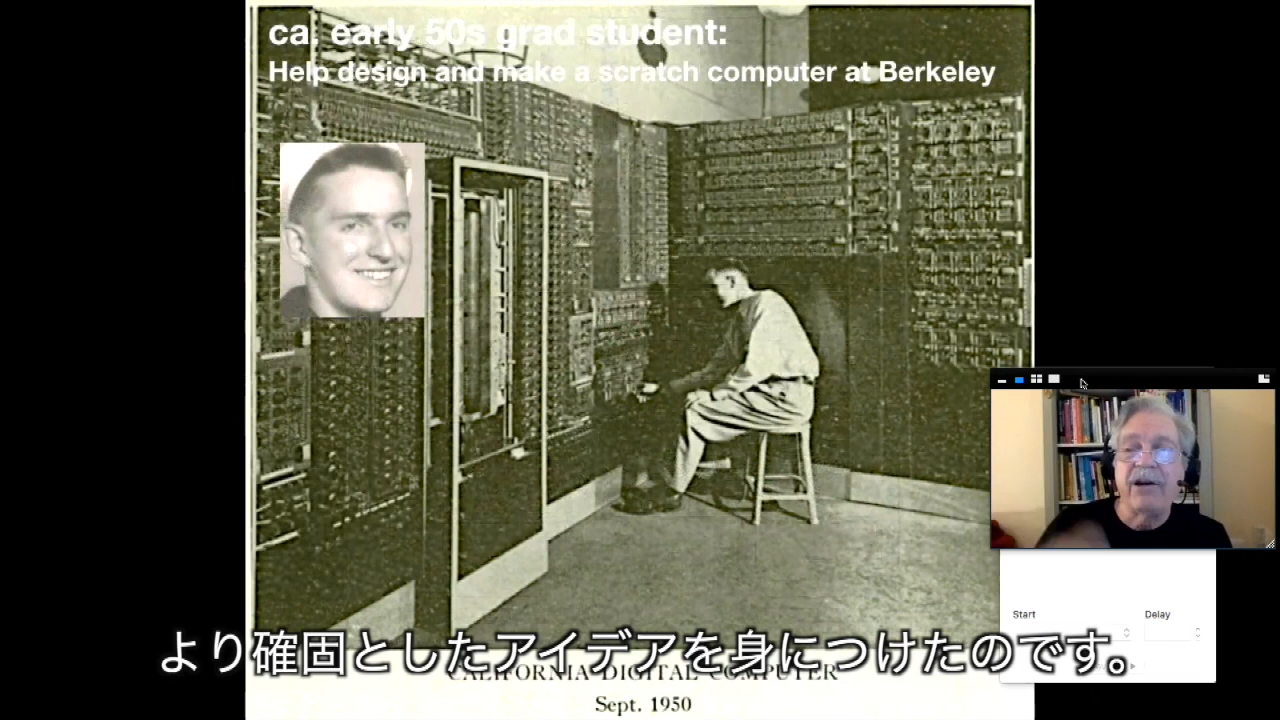 ca. early 50s grad student:
Help design and make a scratch computer at Berkeley
Start
Delay
より確固としたアイデアを身につけたのです。
CALIFORNIA DIGITAL COMPUTER
Sept. 1950